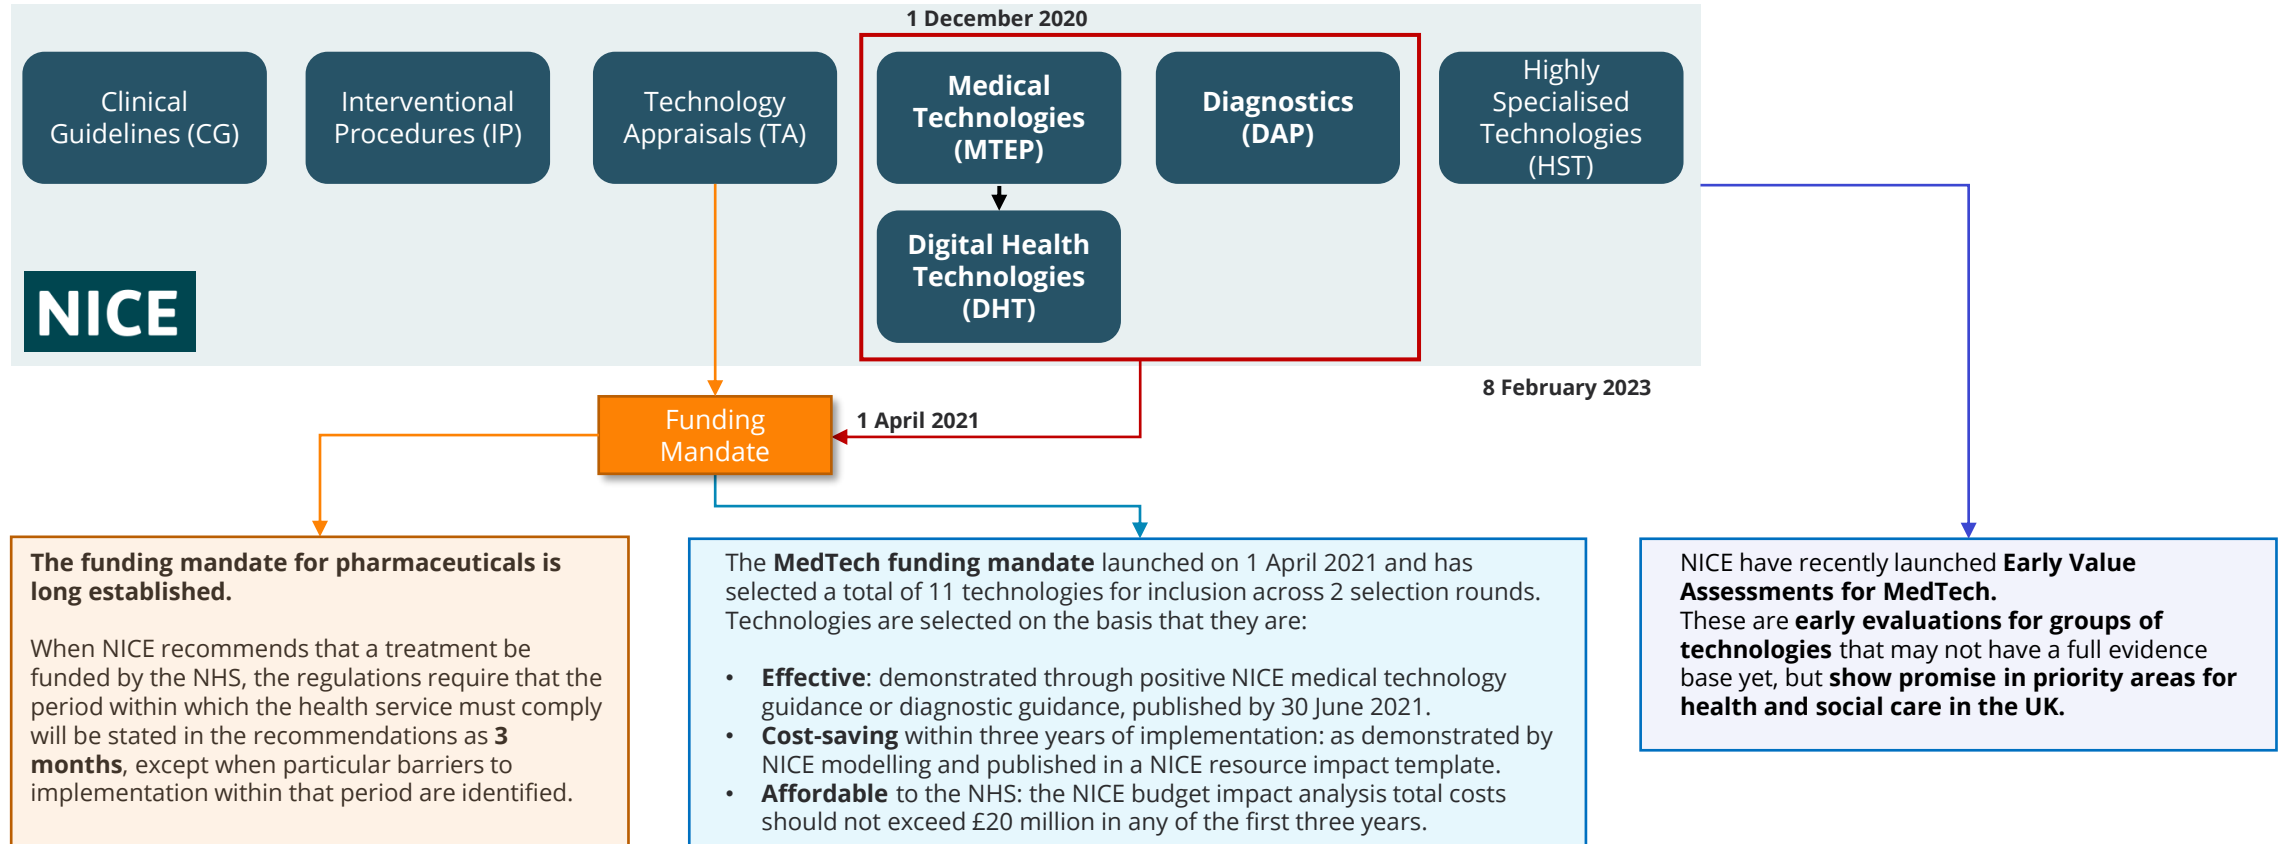 1 December 2020
Clinical
Guidelines (CG)
Interventional
Procedures (IP)
Technology
Appraisals (TA)
Medical
Technologies
(MTEP)
Diagnostics
(DAP)
Highly
Specialised
Technologies
(HST)
Digital Health
Technologies
(DHT)
NICE
8 February 2023
Funding
Mandate
1 April 2021
The funding mandate for pharmaceuticals is
long established.
When NICE recommends that a treatment be
funded by the NHS, the regulations require that the
period within which the health service must comply
will be stated in the recommendations as 3
months, except when particular barriers to
implementation within that period are identified.
The MedTech funding mandate launched on 1 April 2021 and has
selected a total of 11 technologies for inclusion across 2 selection rounds.
Technologies are selected on the basis that they are:
• Effective: demonstrated through positive NICE medical technology
guidance or diagnostic guidance, published by 30 June 2021.
• Cost-saving within three years of implementation: as demonstrated by
NICE modelling and published in a NICE resource impact template.
• Affordable to the NHS: the NICE budget impact analysis total costs
should not exceed £20 million in any of the first three years.
NICE have recently launched Early Value
Assessments for MedTech.
These are early evaluations for groups of
technologies that may not have a full evidence
base yet, but show promise in priority areas for
health and social care in the UK.